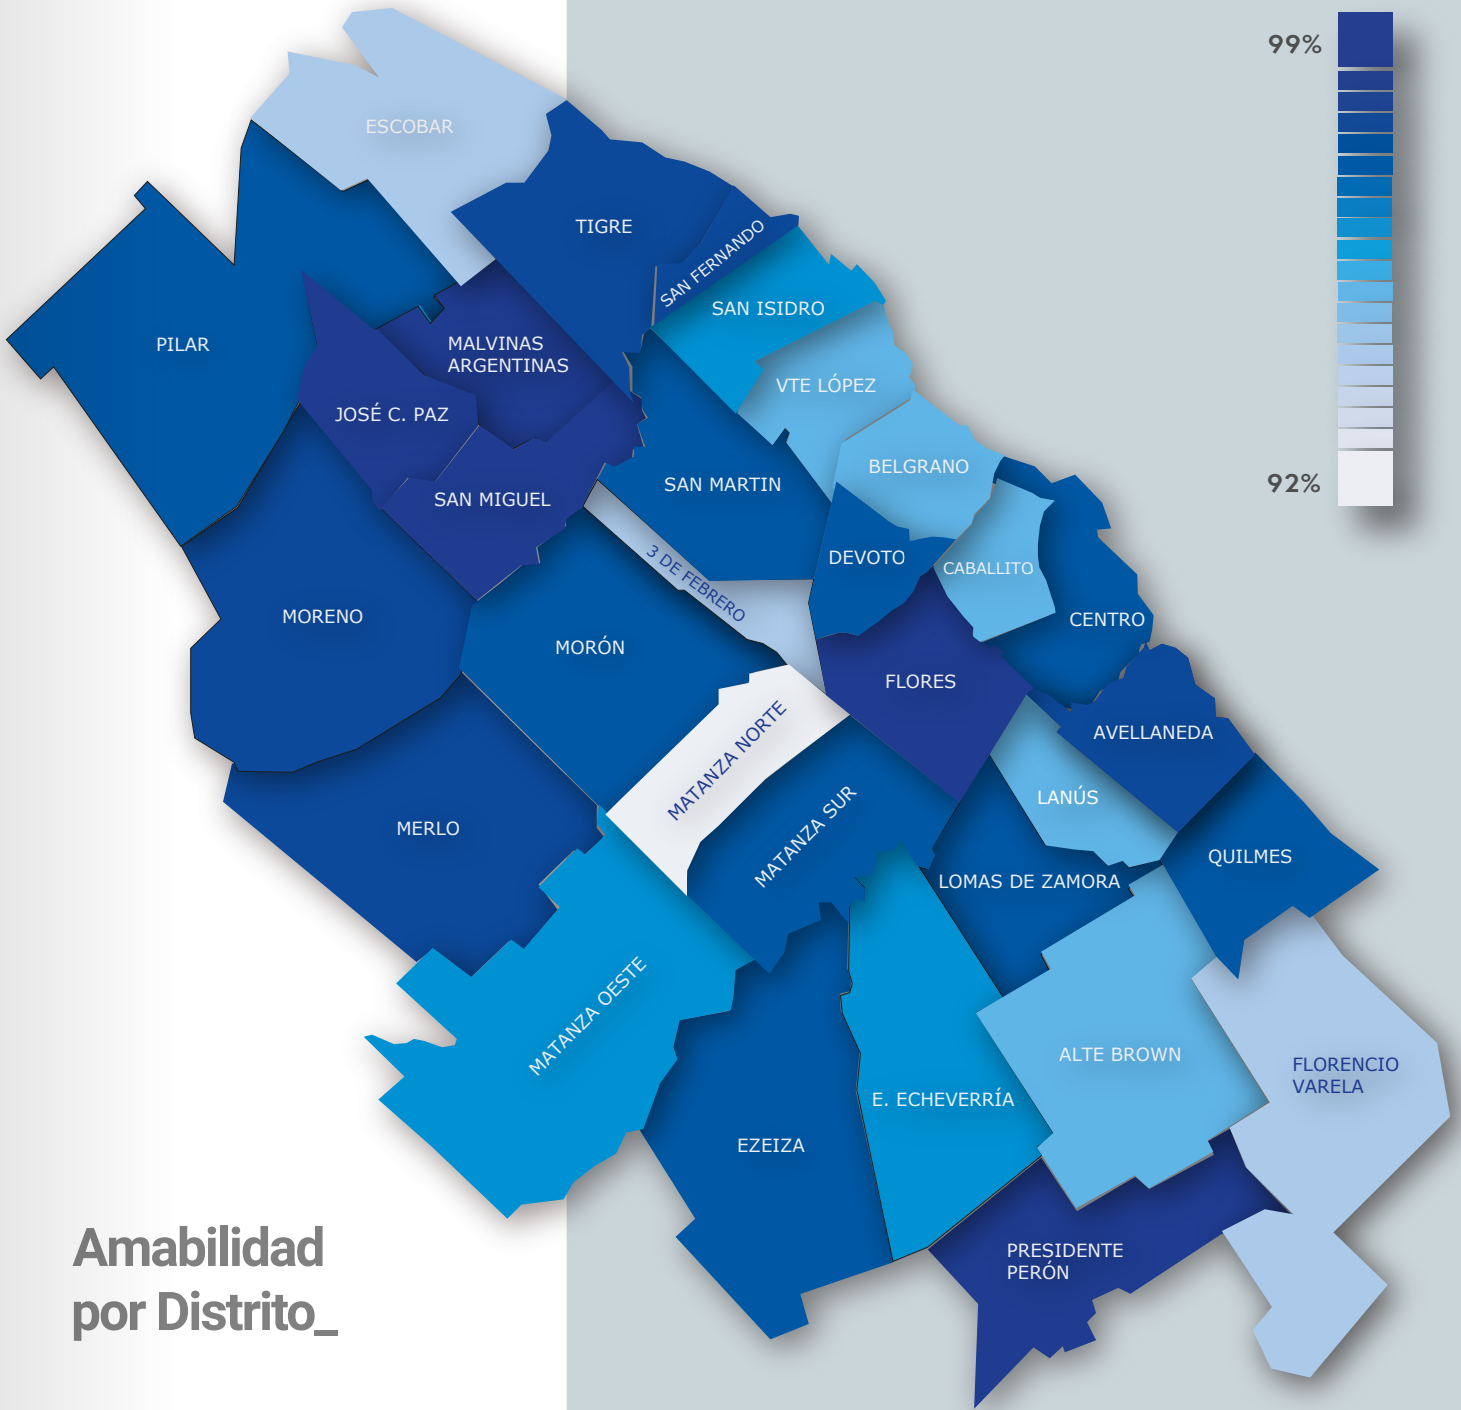 99%
ESCOBAR
TIGRE
SAN FERNANDO
SAN ISIDRO
PILAR
MALVINAS
ARGENTINAS
VTE LÓPEZ
JOSÉ C. PAZ
BELGRANO
SAN MARTIN
92%
SAN MIGUEL
DEVOTO
CABALLITO
3 DE FEBRERO
MORENO
CENTRO
MORÓN
FLORES
AVELLANEDA
MATANZA NORTE
LANÚS
MERLO
MATANZA SUR
QUILMES
LOMAS DE ZAMORA
MATANZA OESTE
ALTE BROWN
FLORENCIO
VARELA
E. ECHEVERRÍA
EZEIZA
PRESIDENTE
PERÓN
Amabilidad
por Distrito_